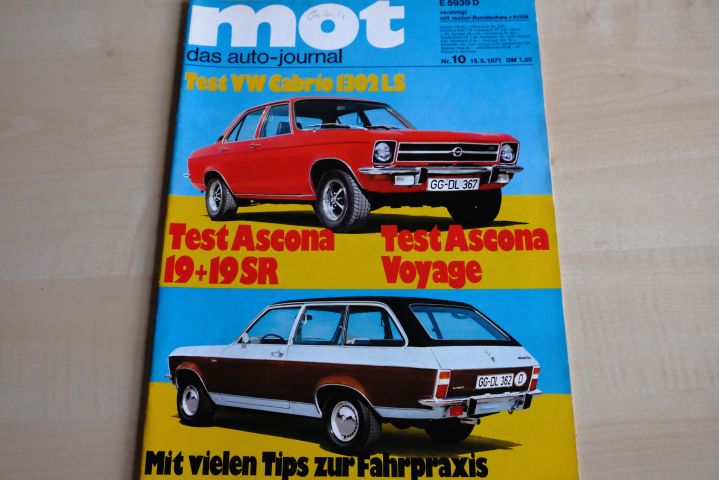 mot
das auto-journal
E 5939 D
vereinigt
mit motor-Rundschau + kritik
Nr. 10 15.5.1971 DM 1,50
Test VW Cabrio 1302 LS
GG-DL 367
Test Ascona
19+19 SR
Test Ascona
Voyage
GG-DL 362 D
Mit vielen Tips zur Fahrpraxis